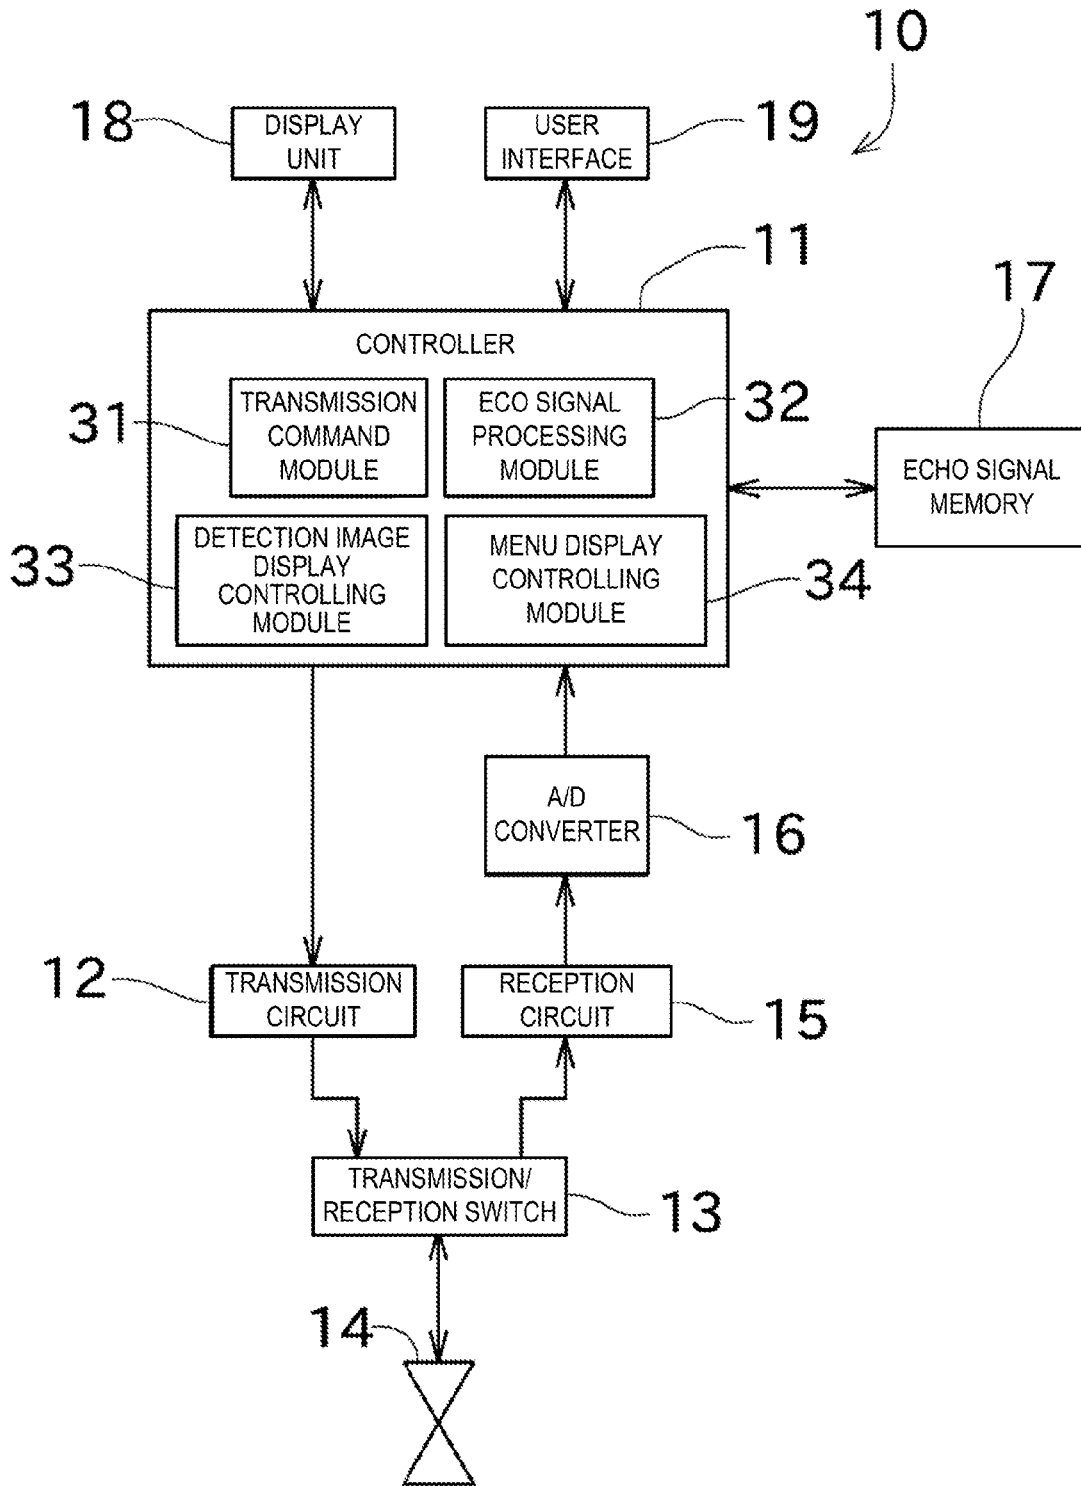 10
18
DISPLAY
UNIT
USER
INTERFACE
19
11
17
CONTROLLER
31
TRANSMISSION
COMMAND
MODULE
ECO SIGNAL
PROCESSING
MODULE
32
ECHO SIGNAL
MEMORY
33
DETECTION IMAGE
DISPLAY
CONTROLLING
MODULE
MENU DISPLAY
CONTROLLING
MODULE
34
A/D
CONVERTER
16
12
TRANSMISSION
CIRCUIT
RECEPTION
CIRCUIT
15
TRANSMISSION/
RECEPTION SWITCH
13
14